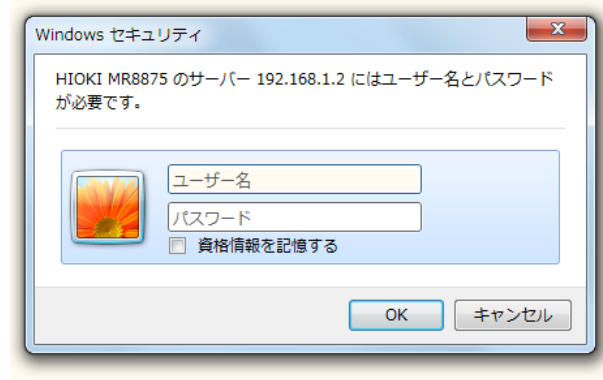 Windows セキュリティ
HIOKI MR8875 のサーバー 192.168.1.2 にはユーザー名とパスワード
が必要です。
ユーザー名
パスワード
資格情報を記憶する
OK
キャンセル